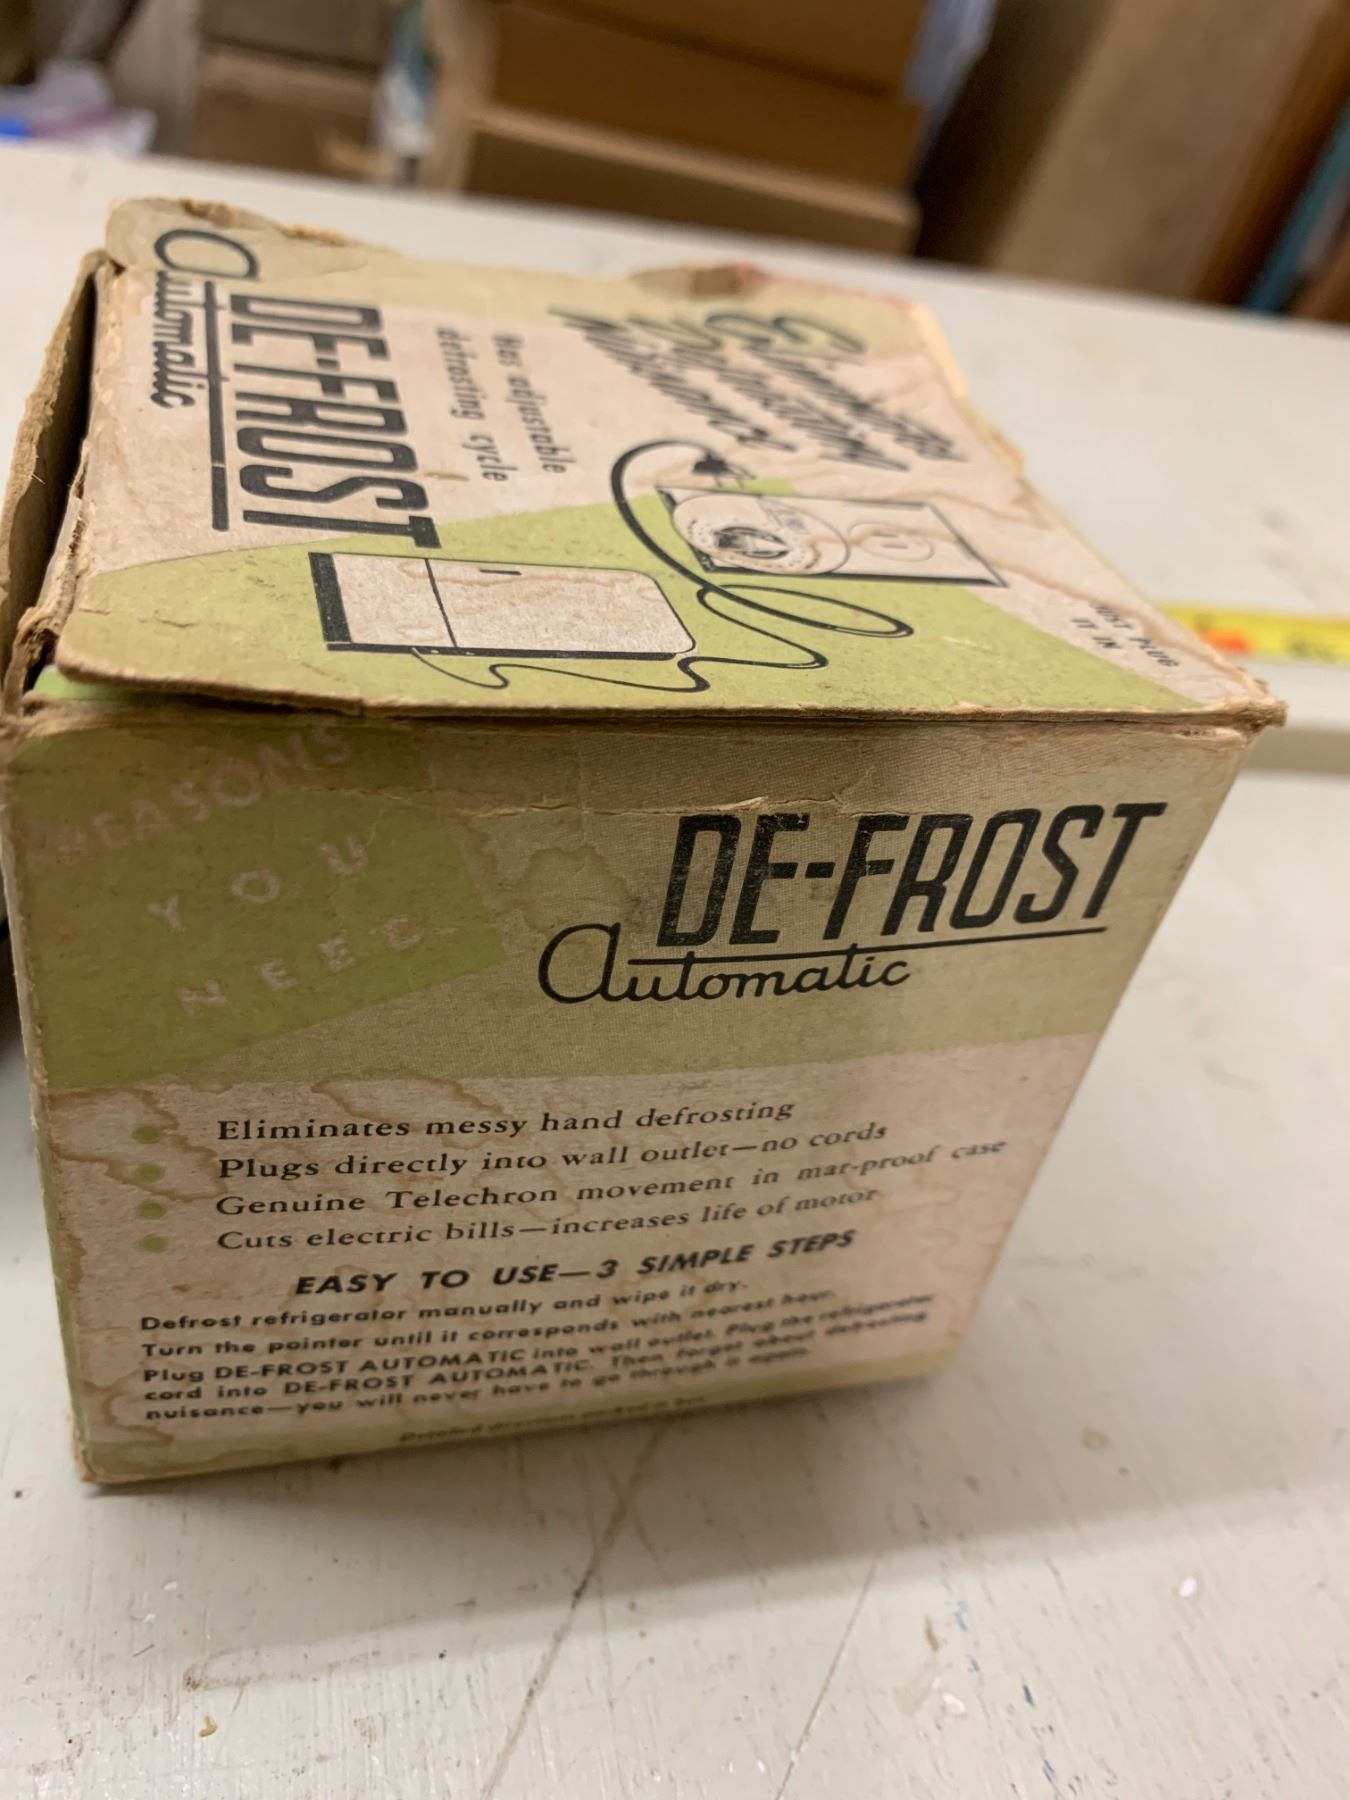 Automatic
DE-FROST
Has adjustable
defrosting cycle
JUST PLUG
IT IN
REASONS
YOU
NEED
DE-FROST
Automatic
Eliminates messy hand defrosting
Plugs directly into wall outlet—no cords
Genuine Telechron movement in mar-proof case
Cuts electric bills—increases life of motor
EASY TO USE—3 SIMPLE STEPS
Defrost refrigerator manually and wipe it dry.
Turn the pointer until it corresponds with nearest hour.
Plug DE-FROST AUTOMATIC into wall outlet. Plug the refrigerator
cord into DE-FROST AUTOMATIC. Then forget about defrosting
nuisance—you will never have to go through it again.